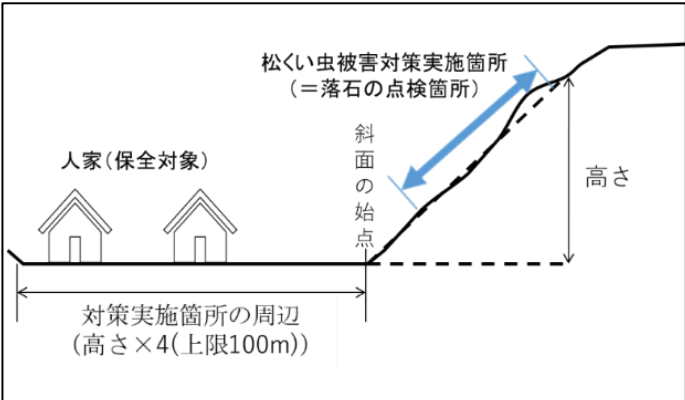 松くい虫被害対策実施箇所
(=落石の点検箇所)
斜面の始点
人家(保全対象)
高さ
対策実施箇所の周辺
(高さ×4(上限100m))